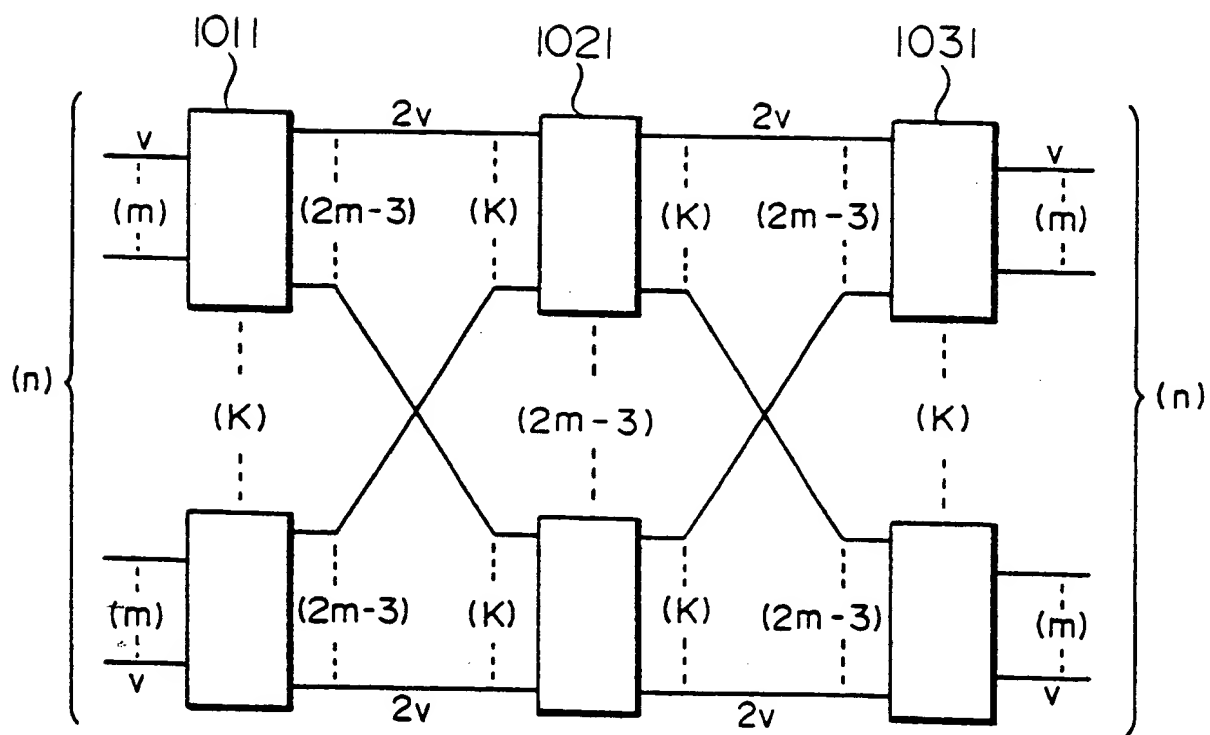 1011 1021 1031
2v 2v
v v
(m) (2m-3) (K) (K) (2m-3) (m)
(n) (K) (2m-3) (K) (n)
(m) (2m-3) (K) (K) (2m-3) (m)
v v
2v 2v